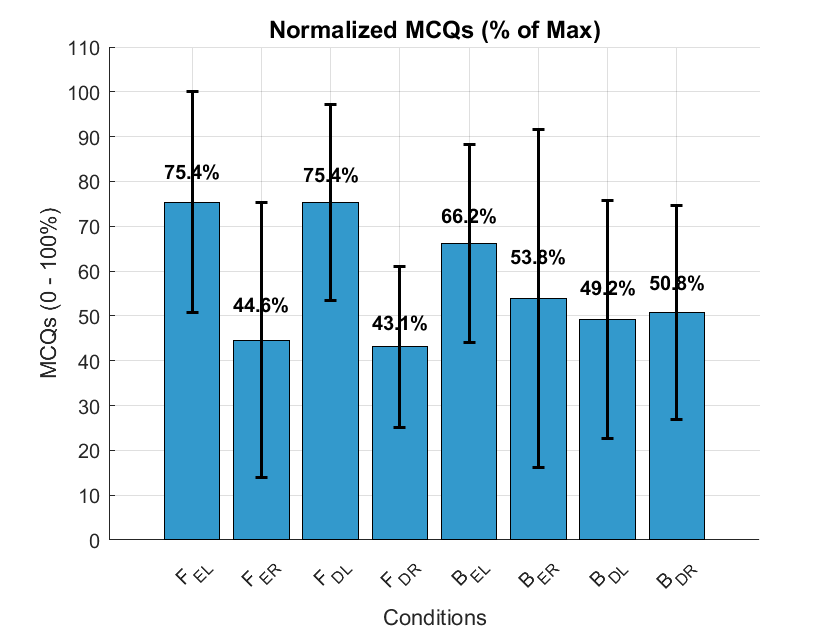 Normalized MCQs (% of Max)
110
100
90
80
70
60
50
40
30
20
10
0
MCQs (0 - 100%)
75.4%
44.6%
75.4%
43.1%
66.2%
53.8%
49.2%
50.8%
F EL
F ER
F DL
F DR
B EL
B ER
B DL
B DR
Conditions